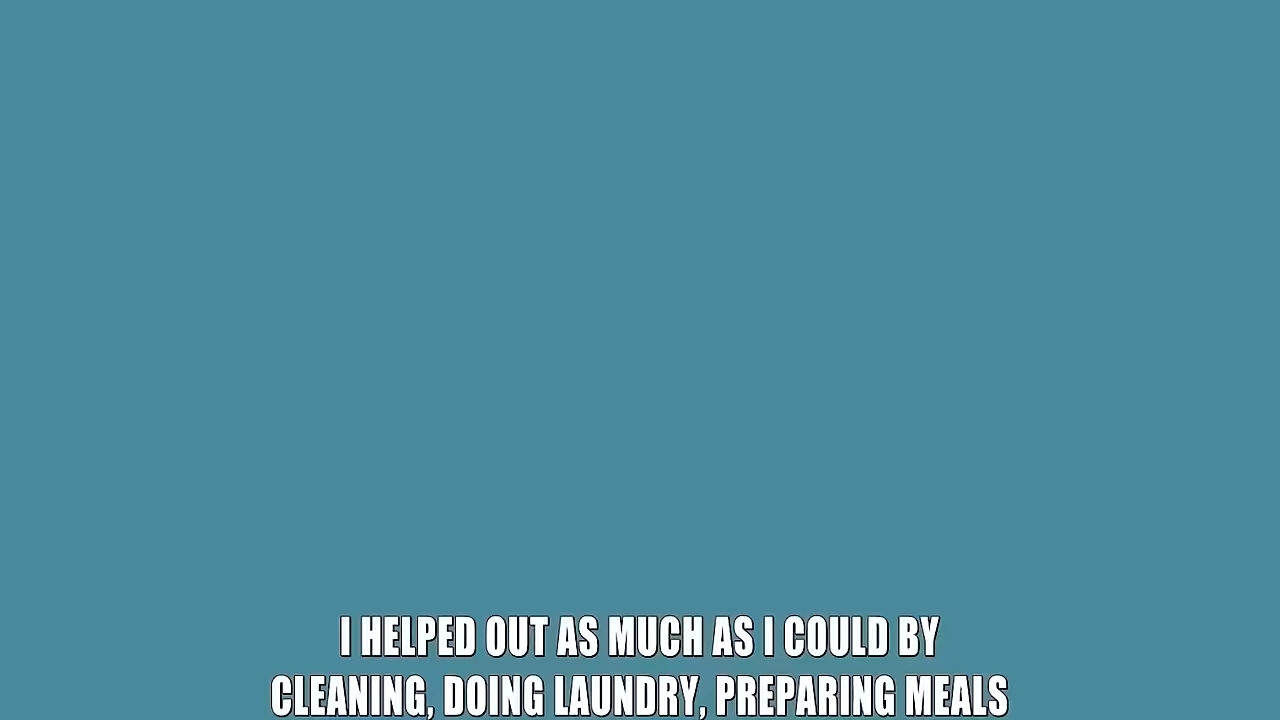 I HELPED OUT AS MUCH AS I COULD BY
CLEANING, DOING LAUNDRY, PREPARING MEALS